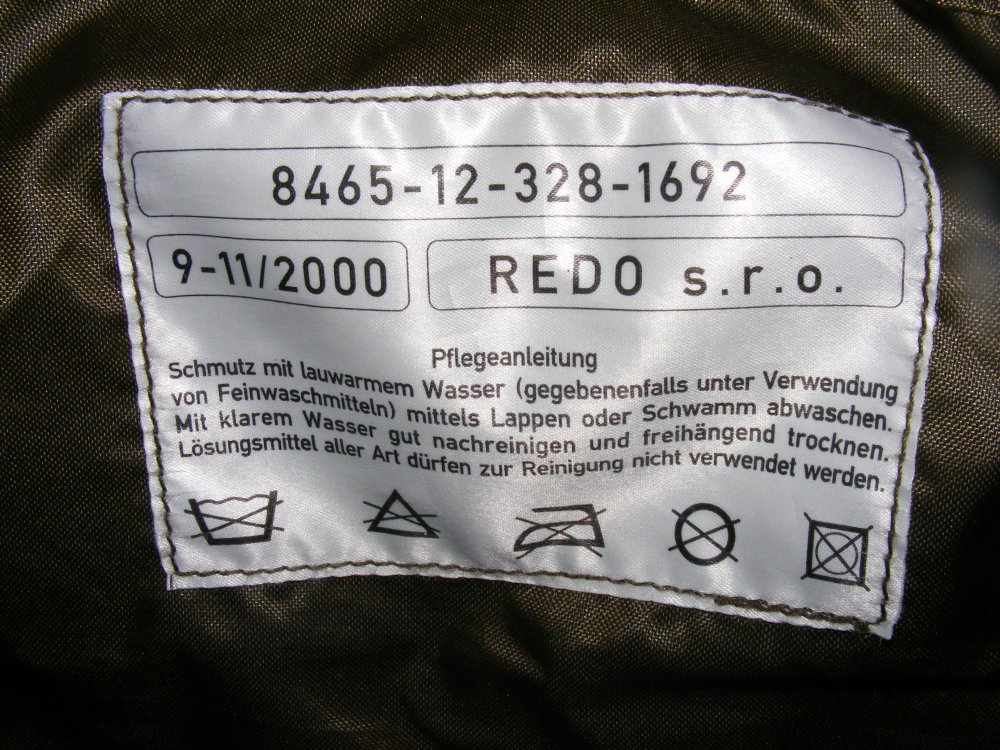 8465-12-328-1692
9-11/2000
REDO s.r.o.
Pflegeanleitung
Schmutz mit lauwarmem Wasser (gegebenenfalls unter Verwendung
von Feinwaschmitteln) mittels Lappen oder Schwamm abwaschen.
Mit klarem Wasser gut nachreinigen und freihängend trocknen.
Lösungsmittel aller Art dürfen zur Reinigung nicht verwendet werden.